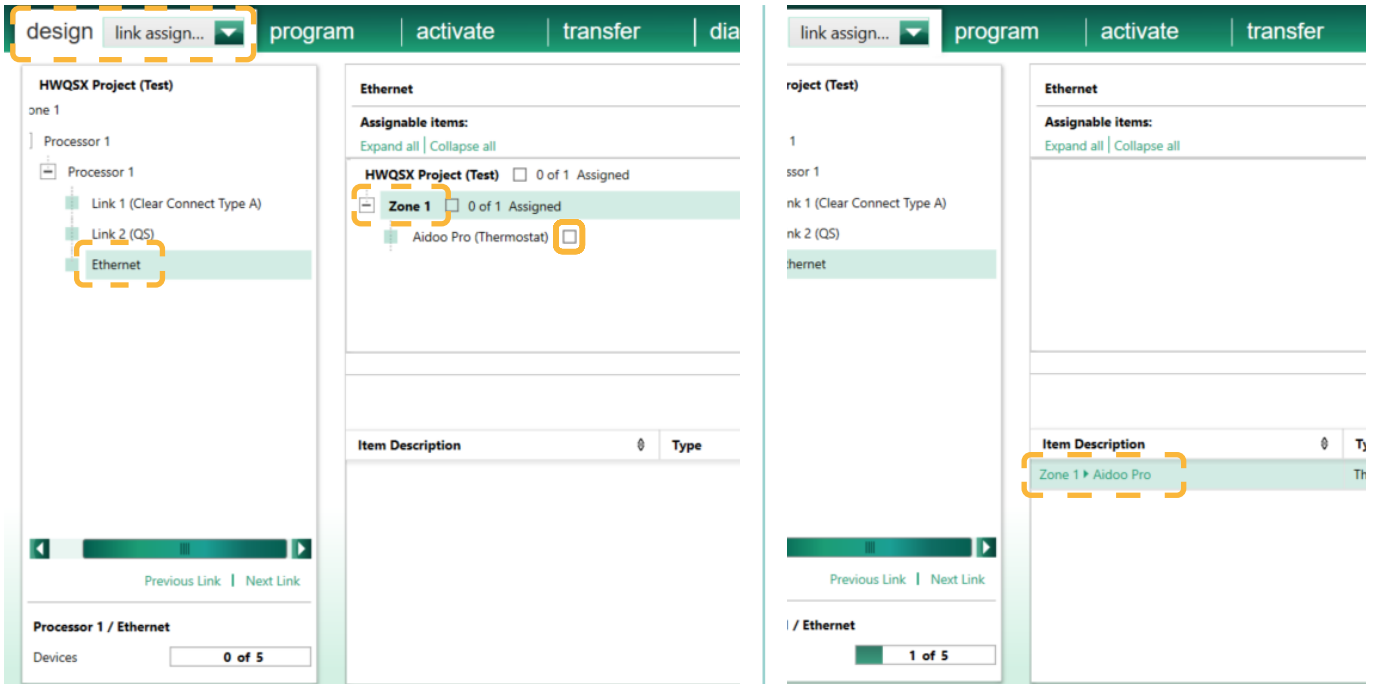 design link assign... program activate transfer dia
HWQSX Project (Test)
one 1
Processor 1
Processor 1
Link 1 (Clear Connect Type A)
Link 2 (QS)
Ethernet
Previous Link | Next Link
Processor 1 / Ethernet
Devices 0 of 5
Ethernet
Assignable items:
Expand all | Collapse all
HWQSX Project (Test) 0 of 1 Assigned
Zone 1 0 of 1 Assigned
Aidoo Pro (Thermostat)
Item Description Type
link assign... program activate transfer
roject (Test)
1
ssor 1
nk 1 (Clear Connect Type A)
nk 2 (QS)
thernet
Previous Link | Next Link
/ Ethernet
1 of 5
Ethernet
Assignable items:
Expand all | Collapse all
Item Description Ty
Zone 1 ▸ Aidoo Pro Th